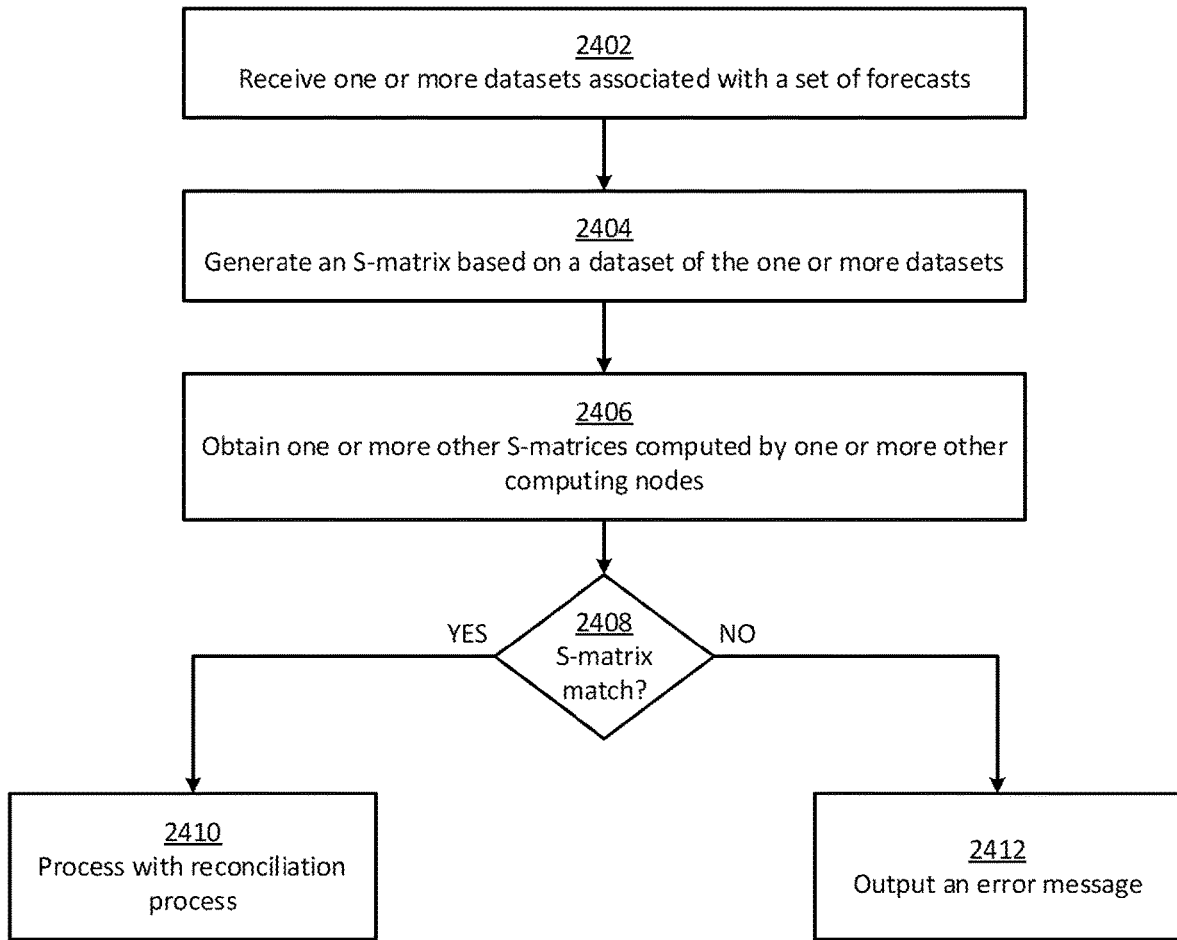 2402
Receive one or more datasets associated with a set of forecasts
2404
Generate an S-matrix based on a dataset of the one or more datasets
2406
Obtain one or more other S-matrices computed by one or more other
computing nodes
YES
2408
NO
S-matrix
match?
2410
Process with reconciliation
process
2412
Output an error message